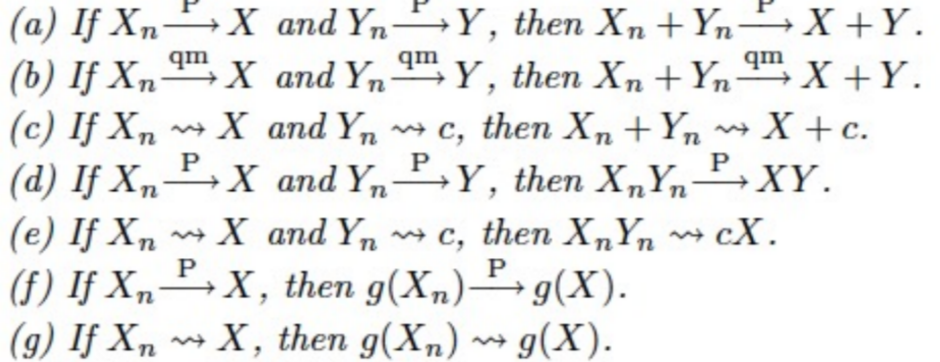 (a) If Xₙ —P→ X and Yₙ —P→ Y, then Xₙ + Yₙ —P→ X + Y.
(b) If Xₙ —qm→ X and Yₙ —qm→ Y, then Xₙ + Yₙ —qm→ X + Y.
(c) If Xₙ ⇝ X and Yₙ ⇝ c, then Xₙ + Yₙ ⇝ X + c.
(d) If Xₙ —P→ X and Yₙ —P→ Y, then XₙYₙ —P→ XY.
(e) If Xₙ ⇝ X and Yₙ ⇝ c, then XₙYₙ ⇝ cX.
(f) If Xₙ —P→ X, then g(Xₙ) —P→ g(X).
(g) If Xₙ ⇝ X, then g(Xₙ) ⇝ g(X).